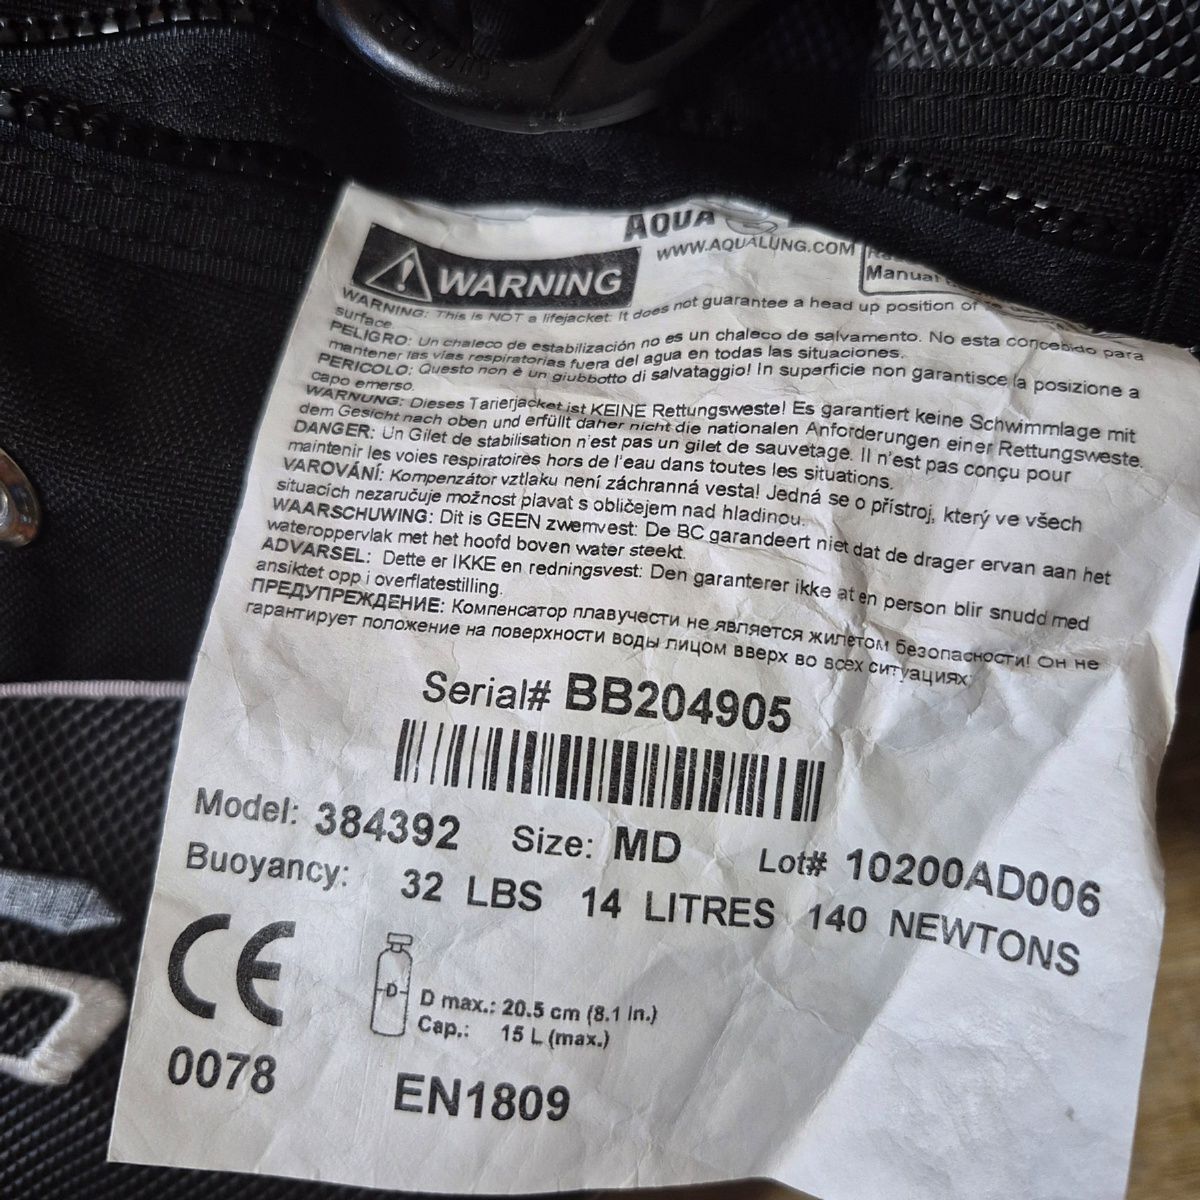 AQUA
WWW.AQUALUNG.COM
Manual
WARNING
WARNING: This is NOT a lifejacket: It does not guarantee a head up position of
surface.
PELIGRO: Un chaleco de estabilización no es un chaleco de salvamento. No esta concebido para
mantener las vías respiratorias fuera del agua en todas las situaciones.
PERICOLO: Questo non è un giubbotto di salvataggio! In superficie non garantisce la posizione a
capo emerso.
WARNUNG: Dieses Tarierjacket ist KEINE Rettungsweste! Es garantiert keine Schwimmlage mit
dem Gesicht nach oben und erfüllt daher nicht die nationalen Anforderungen einer Rettungsweste.
DANGER: Un Gilet de stabilisation n'est pas un gilet de sauvetage. Il n'est pas conçu pour
maintenir les voies respiratoires hors de l'eau dans toutes les situations.
VAROVÁNÍ: Kompenzátor vztlaku není záchranná vesta! Jedná se o přístroj, který ve všech
situacích nezaručuje možnost plavat s obličejem nad hladinou.
WAARSCHUWING: Dit is GEEN zwemvest: De BC garandeert niet dat de drager ervan aan het
wateroppervlak met het hoofd boven water steekt.
ADVARSEL: Dette er IKKE en redningsvest: Den garanterer ikke at en person blir snudd med
ansiktet opp i overflatestilling.
ПРЕДУПРЕЖДЕНИЕ: Компенсатор плавучести не является жилетом безопасности! Он не
гарантирует положение на поверхности воды лицом вверх во всех ситуациях
Serial# BB204905
Model: 384392 Size: MD Lot# 10200AD006
Buoyancy: 32 LBS 14 LITRES 140 NEWTONS
CE
D
D max.: 20.5 cm (8.1 in.)
Cap.: 15 L (max.)
0078
EN1809